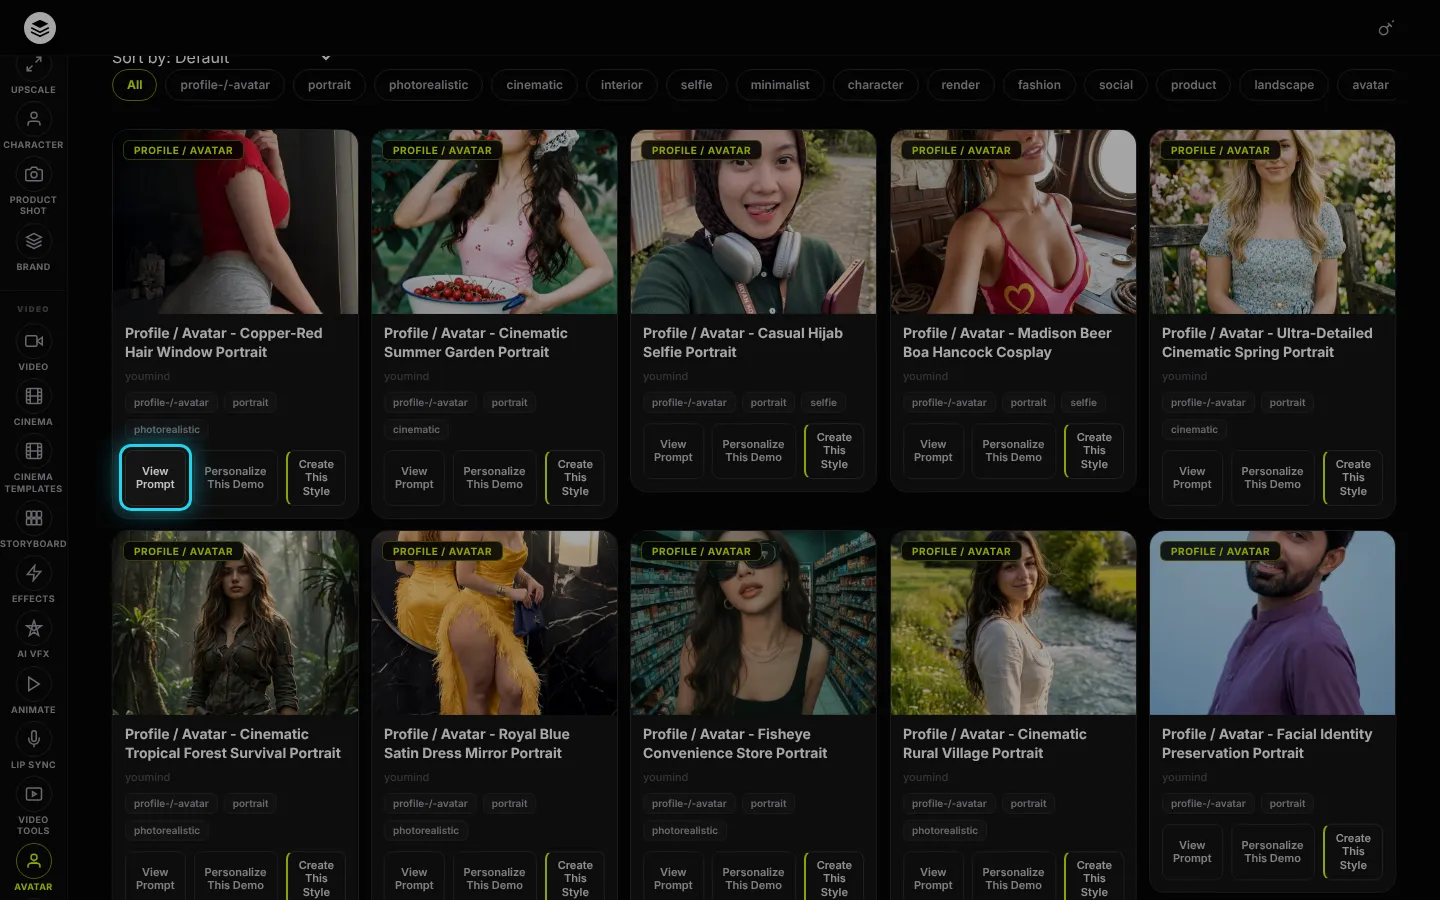 Sort by: Default
All profile-/-avatar portrait photorealistic cinematic interior selfie minimalist character render fashion social product landscape avatar
UPSCALE
CHARACTER
PRODUCT
SHOT
BRAND
VIDEO
VIDEO
CINEMA
CINEMA
TEMPLATES
STORYBOARD
EFFECTS
AI VFX
ANIMATE
LIP SYNC
VIDEO
TOOLS
AVATAR
PROFILE / AVATAR
Profile / Avatar - Copper-Red
Hair Window Portrait
youmind
profile-/-avatar portrait
photorealistic
View
Prompt
Personalize
This Demo
Create
This
Style
PROFILE / AVATAR
Profile / Avatar - Cinematic
Summer Garden Portrait
youmind
profile-/-avatar portrait
cinematic
View
Prompt
Personalize
This Demo
Create
This
Style
PROFILE / AVATAR
Profile / Avatar - Casual Hijab
Selfie Portrait
youmind
profile-/-avatar portrait selfie
View
Prompt
Personalize
This Demo
Create
This
Style
PROFILE / AVATAR
Profile / Avatar - Madison Beer
Boa Hancock Cosplay
youmind
profile-/-avatar portrait selfie
View
Prompt
Personalize
This Demo
Create
This
Style
PROFILE / AVATAR
Profile / Avatar - Ultra-Detailed
Cinematic Spring Portrait
youmind
profile-/-avatar portrait
cinematic
View
Prompt
Personalize
This Demo
Create
This
Style
PROFILE / AVATAR
Profile / Avatar - Cinematic
Tropical Forest Survival Portrait
youmind
profile-/-avatar portrait
photorealistic
View
Prompt
Personalize
This Demo
Create
This
Style
PROFILE / AVATAR
Profile / Avatar - Royal Blue
Satin Dress Mirror Portrait
youmind
profile-/-avatar portrait
photorealistic
View
Prompt
Personalize
This Demo
Create
This
Style
PROFILE / AVATAR
Profile / Avatar - Fisheye
Convenience Store Portrait
youmind
profile-/-avatar portrait
photorealistic
View
Prompt
Personalize
This Demo
Create
This
Style
PROFILE / AVATAR
Profile / Avatar - Cinematic
Rural Village Portrait
youmind
profile-/-avatar portrait
photorealistic
View
Prompt
Personalize
This Demo
Create
This
Style
PROFILE / AVATAR
Profile / Avatar - Facial Identity
Preservation Portrait
youmind
profile-/-avatar portrait
View
Prompt
Personalize
This Demo
Create
This
Style